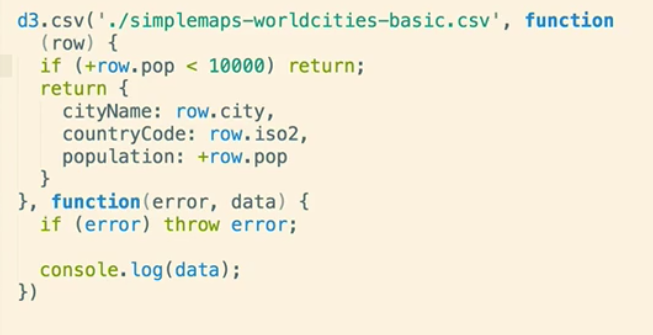 d3.csv('./simplemaps-worldcities-basic.csv', function
(row) {
if (+row.pop < 10000) return;
return {
cityName: row.city,
countryCode: row.iso2,
population: +row.pop
}
}, function(error, data) {
if (error) throw error;
console.log(data);
})